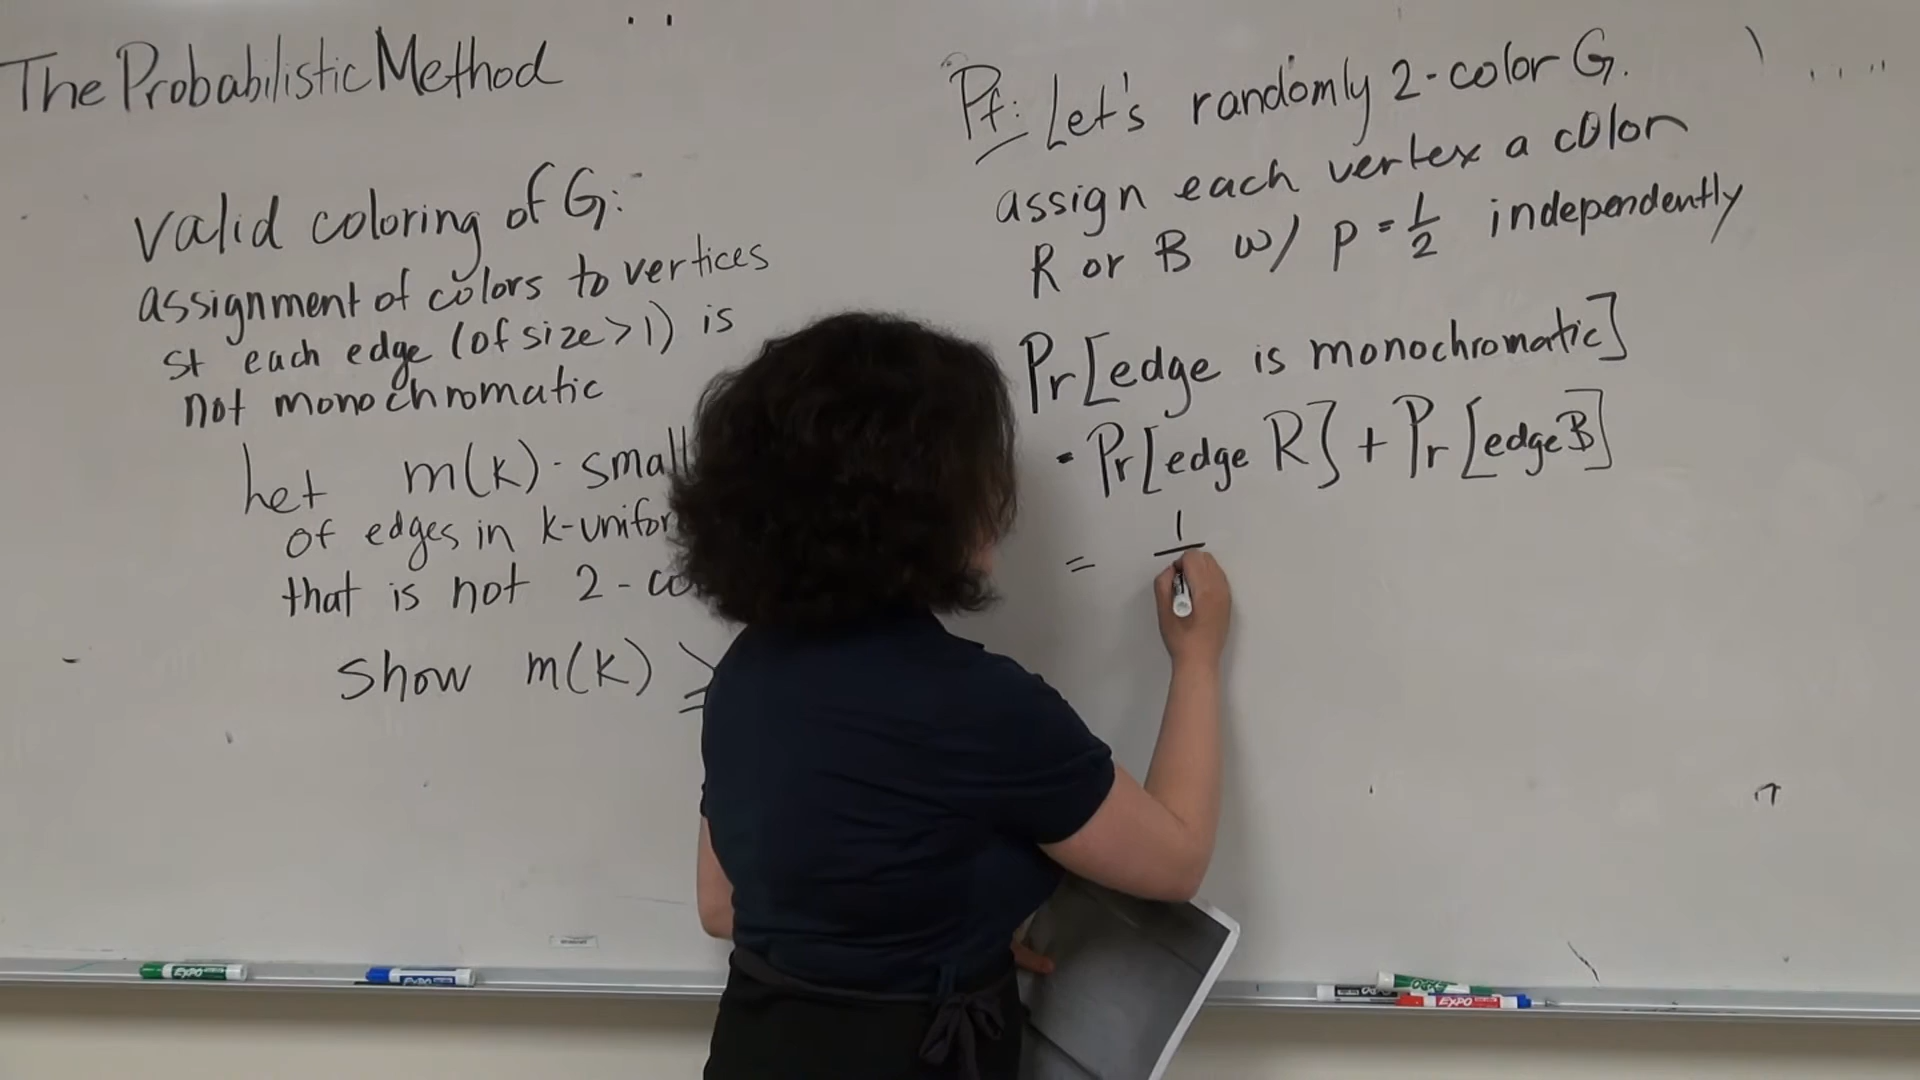 The Probabilistic Method
valid coloring of G:
assignment of colors to vertices
st each edge (of size > 1) is
not monochromatic
Let m(k) - small
of edges in k-unifor
that is not 2-co
show m(k) ≥
Pf: Let's randomly 2-color G.
assign each vertex a color
R or B w/ p = 1/2 independently
Pr[edge is monochromatic]
= Pr[edge R] + Pr[edge B]
= 1
EXPO
EXPO
EXPO